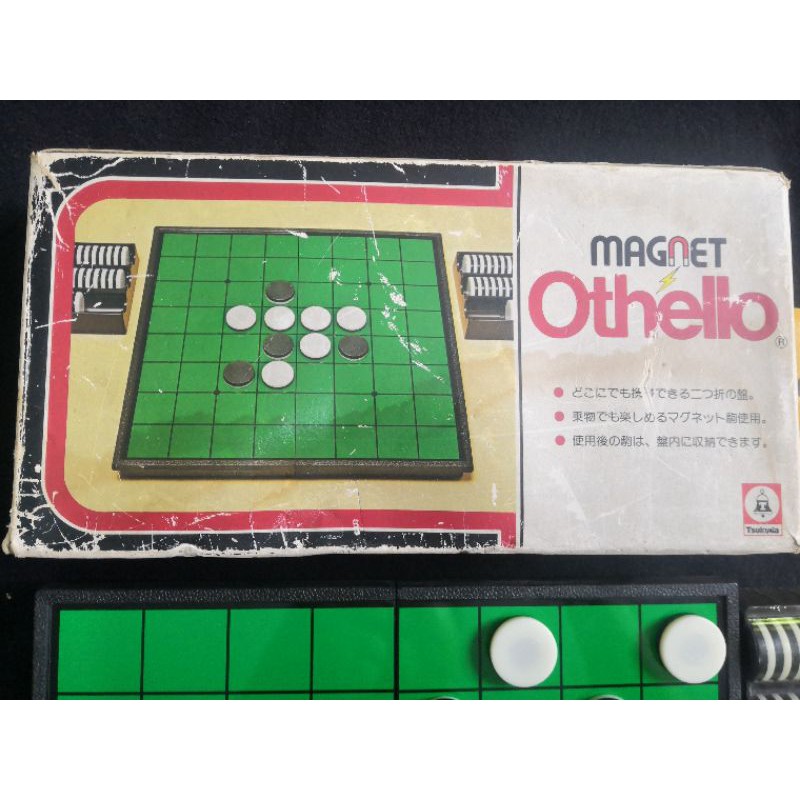 MAGNET
Othello®
● どこにでも携帯できる二つ折の盤。
● 乗物でも楽しめるマグネット駒使用。
● 使用後の駒は、盤内に収納できます。
Tsukuda